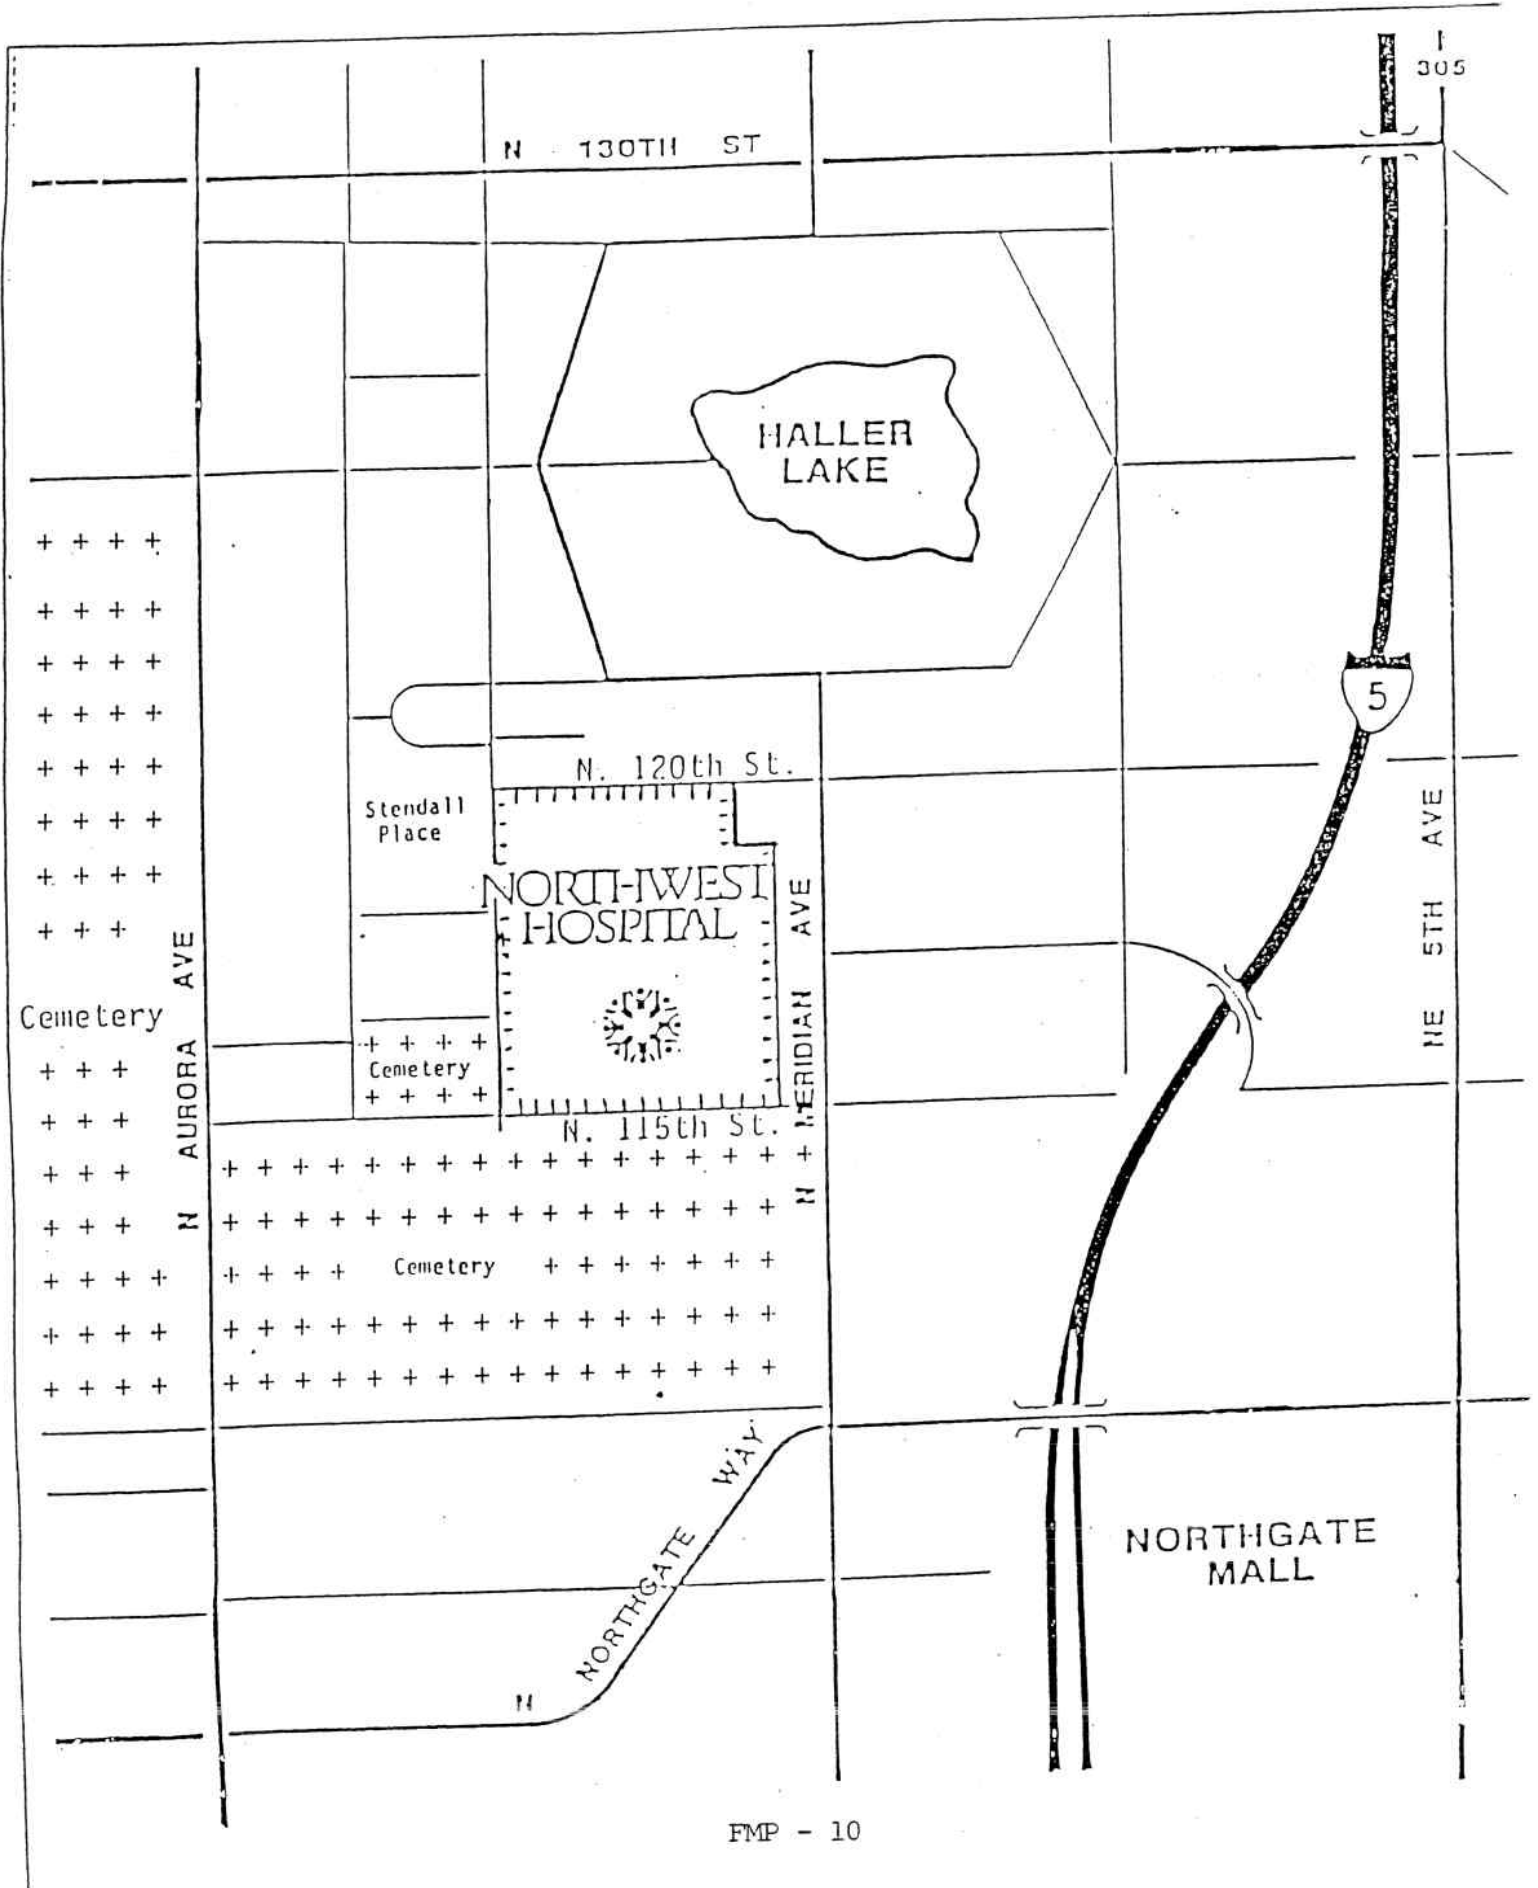 305
N 130TH ST
HALLER
LAKE
5
N. 120th St.
Stendall
Place
NORTHWEST
HOSPITAL
N MERIDIAN AVE
NE 5TH AVE
N AURORA AVE
Cemetery
Cemetery
N. 115th St.
Cemetery
N NORTHGATE WAY
NORTHGATE
MALL
FMP - 10